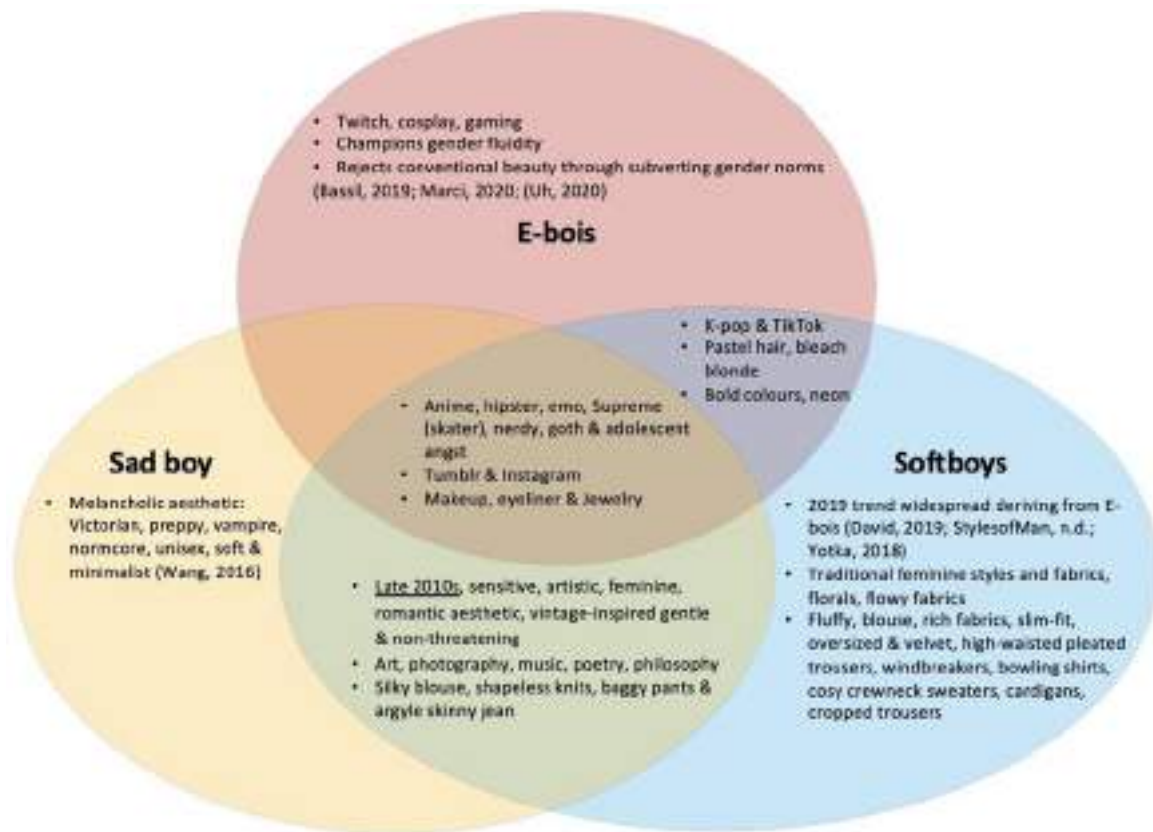 • Twitch, cosplay, gaming
• Champions gender fluidity
• Rejects conventional beauty through subverting gender norms
(Bassil, 2019; Marci, 2020; (Uh, 2020)
E-bois
• K-pop & TikTok
• Pastel hair, bleach
blonde
• Bold colours, neon
• Anime, hipster, emo, Supreme
(skater), nerdy, goth & adolescent
angst
• Tumblr & Instagram
• Makeup, eyeliner & Jewelry
Sad boy
• Melancholic aesthetic:
Victorian, preppy, vampire,
normcore, unisex, soft &
minimalist (Wang, 2016)
Softboys
• 2019 trend widespread deriving from E-
bois (David, 2019; StylesofMan, n.d.;
Yotka, 2018)
• Traditional feminine styles and fabrics,
florals, flowy fabrics
• Fluffy, blouse, rich fabrics, slim-fit,
oversized & velvet, high-waisted pleated
trousers, windbreakers, bowling shirts,
cosy crewneck sweaters, cardigans,
cropped trousers
• Late 2010s, sensitive, artistic, feminine,
romantic aesthetic, vintage-inspired gentle
& non-threatening
• Art, photography, music, poetry, philosophy
• Silky blouse, shapeless knits, baggy pants &
argyle skinny jean